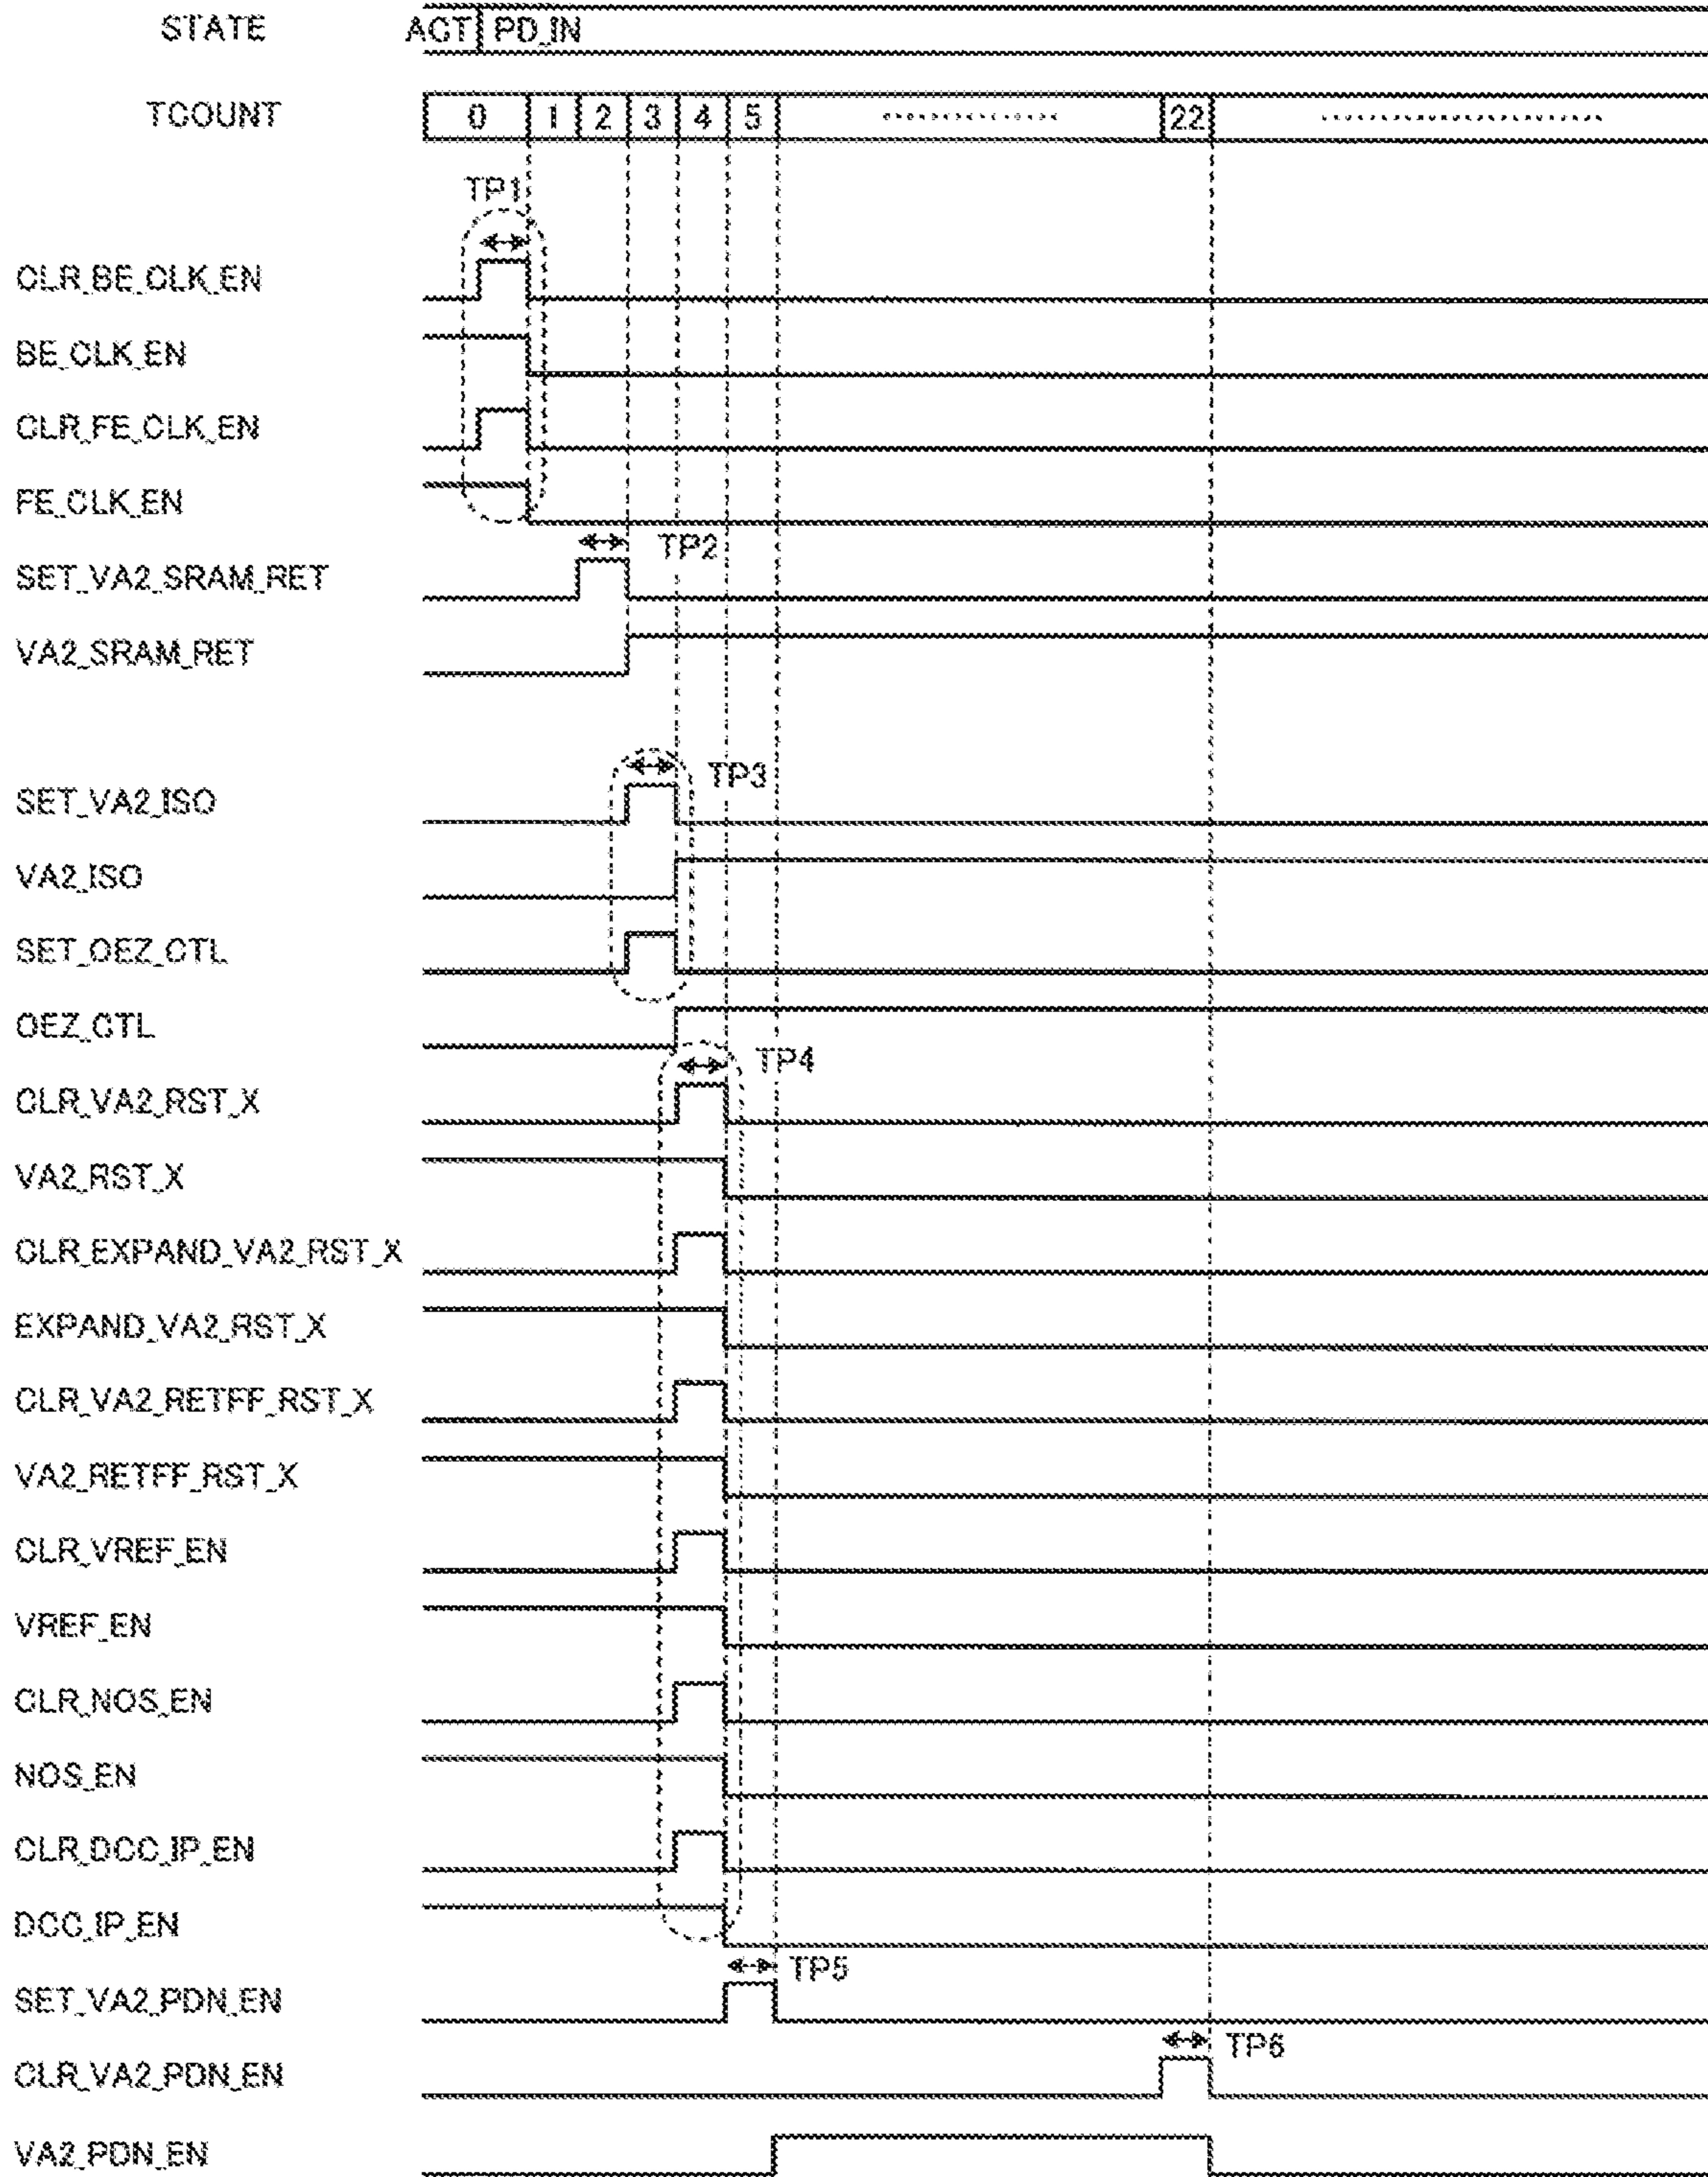 STATE ACT PD_IN
TCOUNT 0 1 2 3 4 5 22
TP1
CLR_BE_CLK_EN
BE_CLK_EN
CLR_FE_CLK_EN
FE_CLK_EN
TP2
SET_VA2_SRAM_RET
VA2_SRAM_RET
TP3
SET_VA2_ISO
VA2_ISO
SET_OEZ_CTL
OEZ_CTL
TP4
CLR_VA2_RST_X
VA2_RST_X
CLR_EXPAND_VA2_RST_X
EXPAND_VA2_RST_X
CLR_VA2_RETFF_RST_X
VA2_RETFF_RST_X
CLR_VREF_EN
VREF_EN
CLR_NOS_EN
NOS_EN
CLR_DCC_IP_EN
DCC_IP_EN
TP5
SET_VA2_PDN_EN
TP6
CLR_VA2_PDN_EN
VA2_PDN_EN